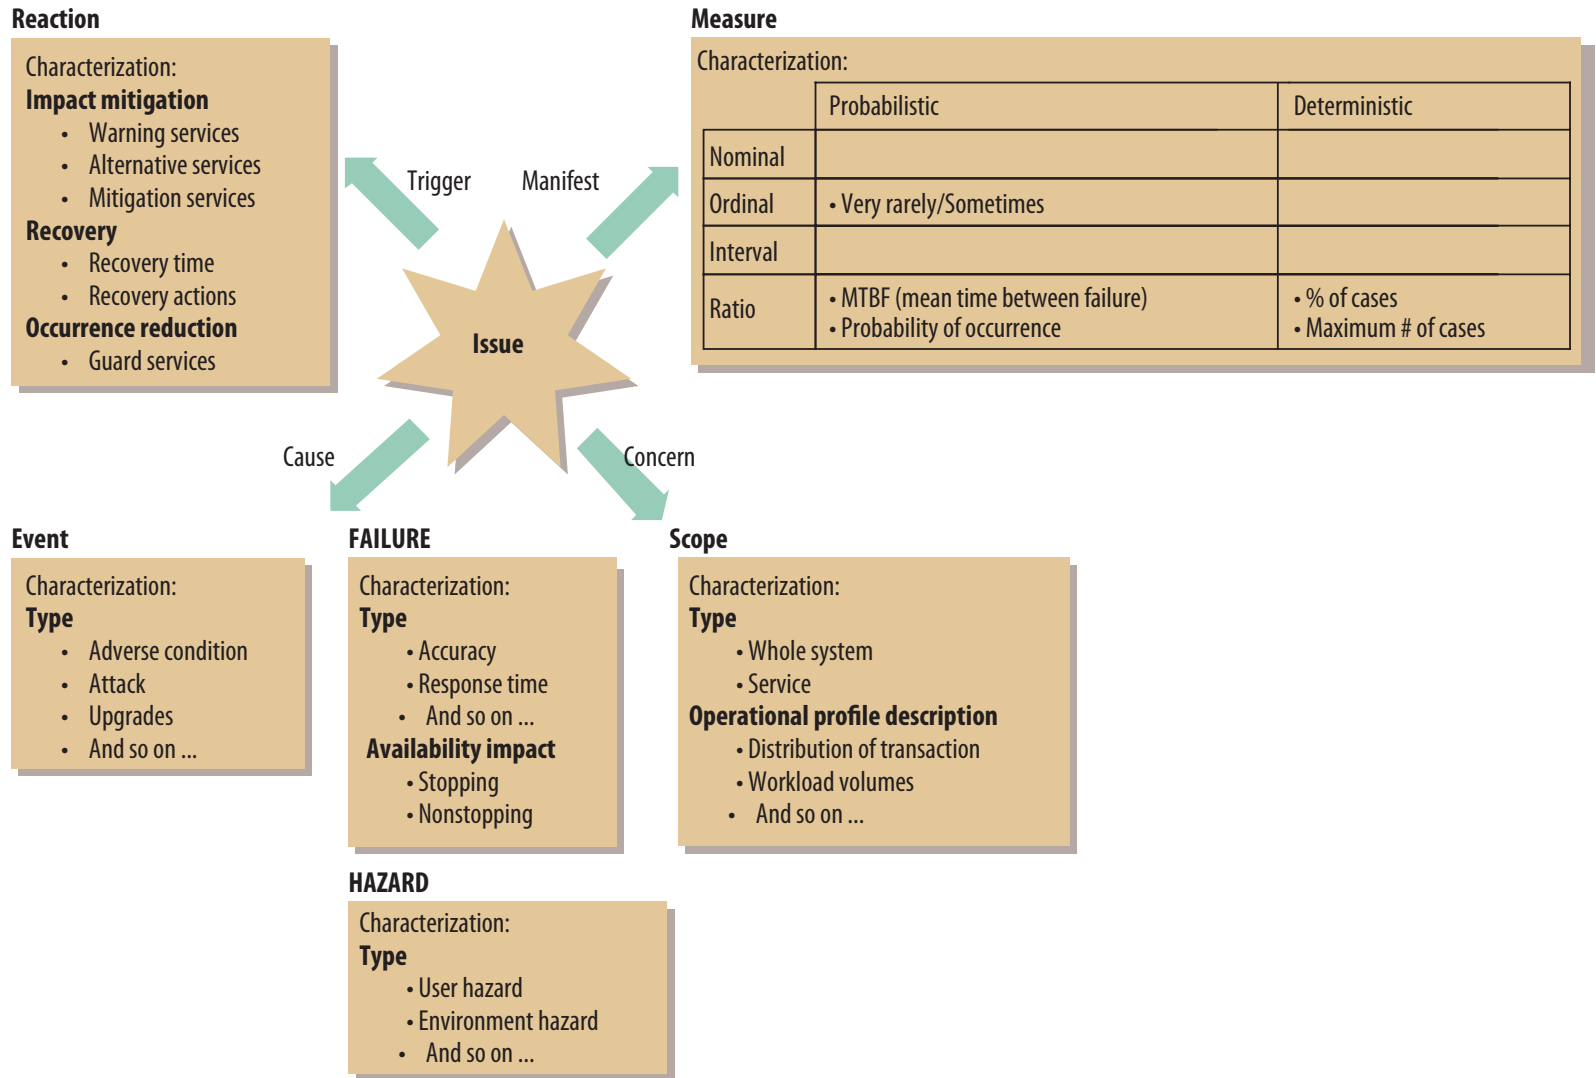 Reaction
Characterization:
Impact mitigation
• Warning services
• Alternative services
• Mitigation services
Recovery
• Recovery time
• Recovery actions
Occurrence reduction
• Guard services
Trigger
Manifest
Measure
Characterization:
Probabilistic Deterministic
Nominal
Ordinal • Very rarely/Sometimes
Interval
Ratio • MTBF (mean time between failure) • % of cases
• Probability of occurrence • Maximum # of cases
Issue
Cause
Concern
Event
Characterization:
Type
• Adverse condition
• Attack
• Upgrades
• And so on ...
FAILURE
Characterization:
Type
• Accuracy
• Response time
• And so on ...
Availability impact
• Stopping
• Nonstopping
Scope
Characterization:
Type
• Whole system
• Service
Operational profile description
• Distribution of transaction
• Workload volumes
• And so on ...
HAZARD
Characterization:
Type
• User hazard
• Environment hazard
• And so on ...